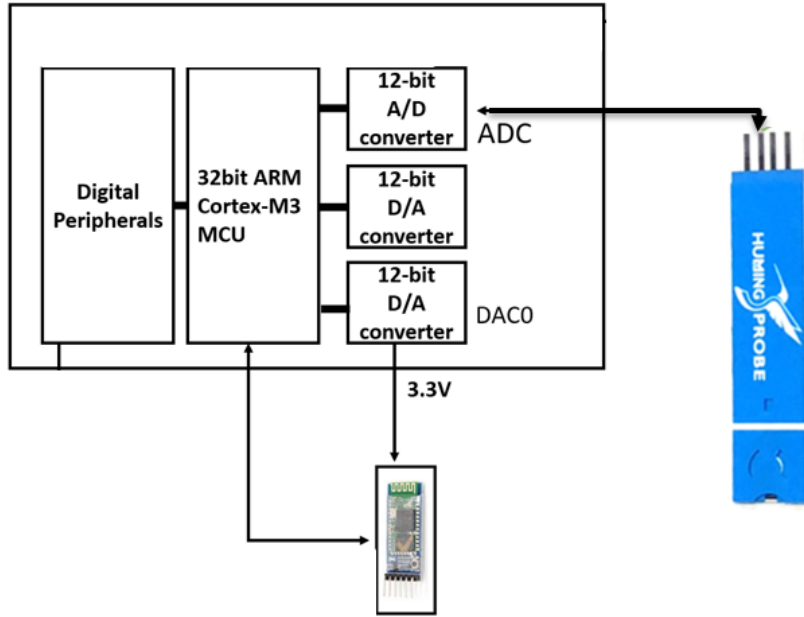 Digital
Peripherals
32bit ARM
Cortex-M3
MCU
12-bit
A/D
converter
ADC
12-bit
D/A
converter
12-bit
D/A
converter
DAC0
3.3V
HUMMING PROBE